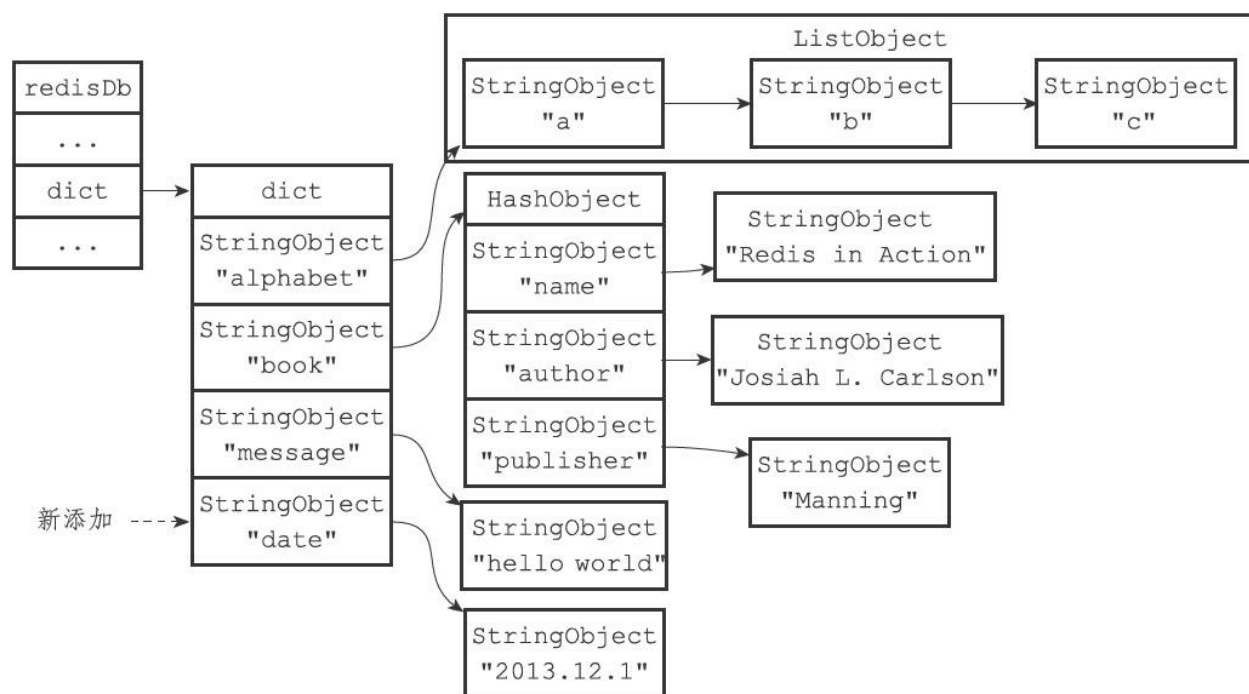 redisDb
...
dict
...
dict
StringObject
"alphabet"
StringObject
"book"
StringObject
"message"
新添加
StringObject
"date"
ListObject
StringObject
"a"
StringObject
"b"
StringObject
"c"
HashObject
StringObject
"name"
StringObject
"author"
StringObject
"publisher"
StringObject
"Redis in Action"
StringObject
"Josiah L. Carlson"
StringObject
"Manning"
StringObject
"hello world"
StringObject
"2013.12.1"